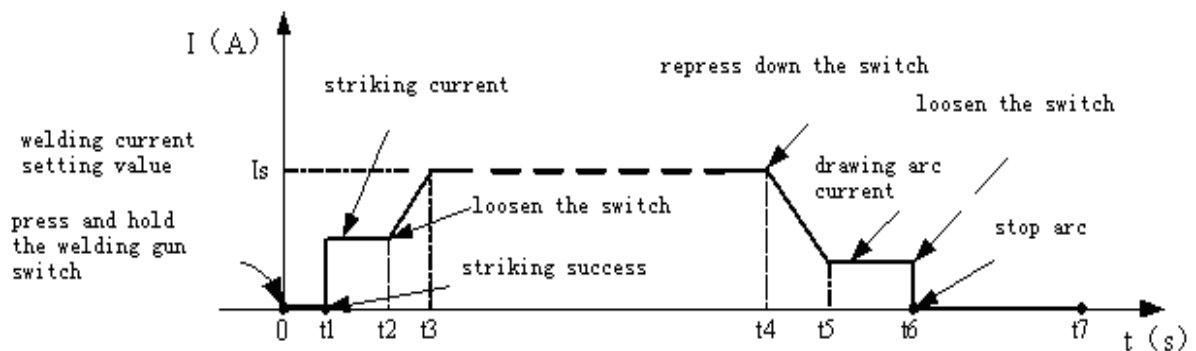 I (A)
striking current
repress down the switch
loosen the switch
welding current
setting value
Is
drawing arc
current
press and hold
the welding gun
switch
loosen the switch
stop arc
striking success
0 t1 t2 t3 t4 t5 t6 t7
t (s)